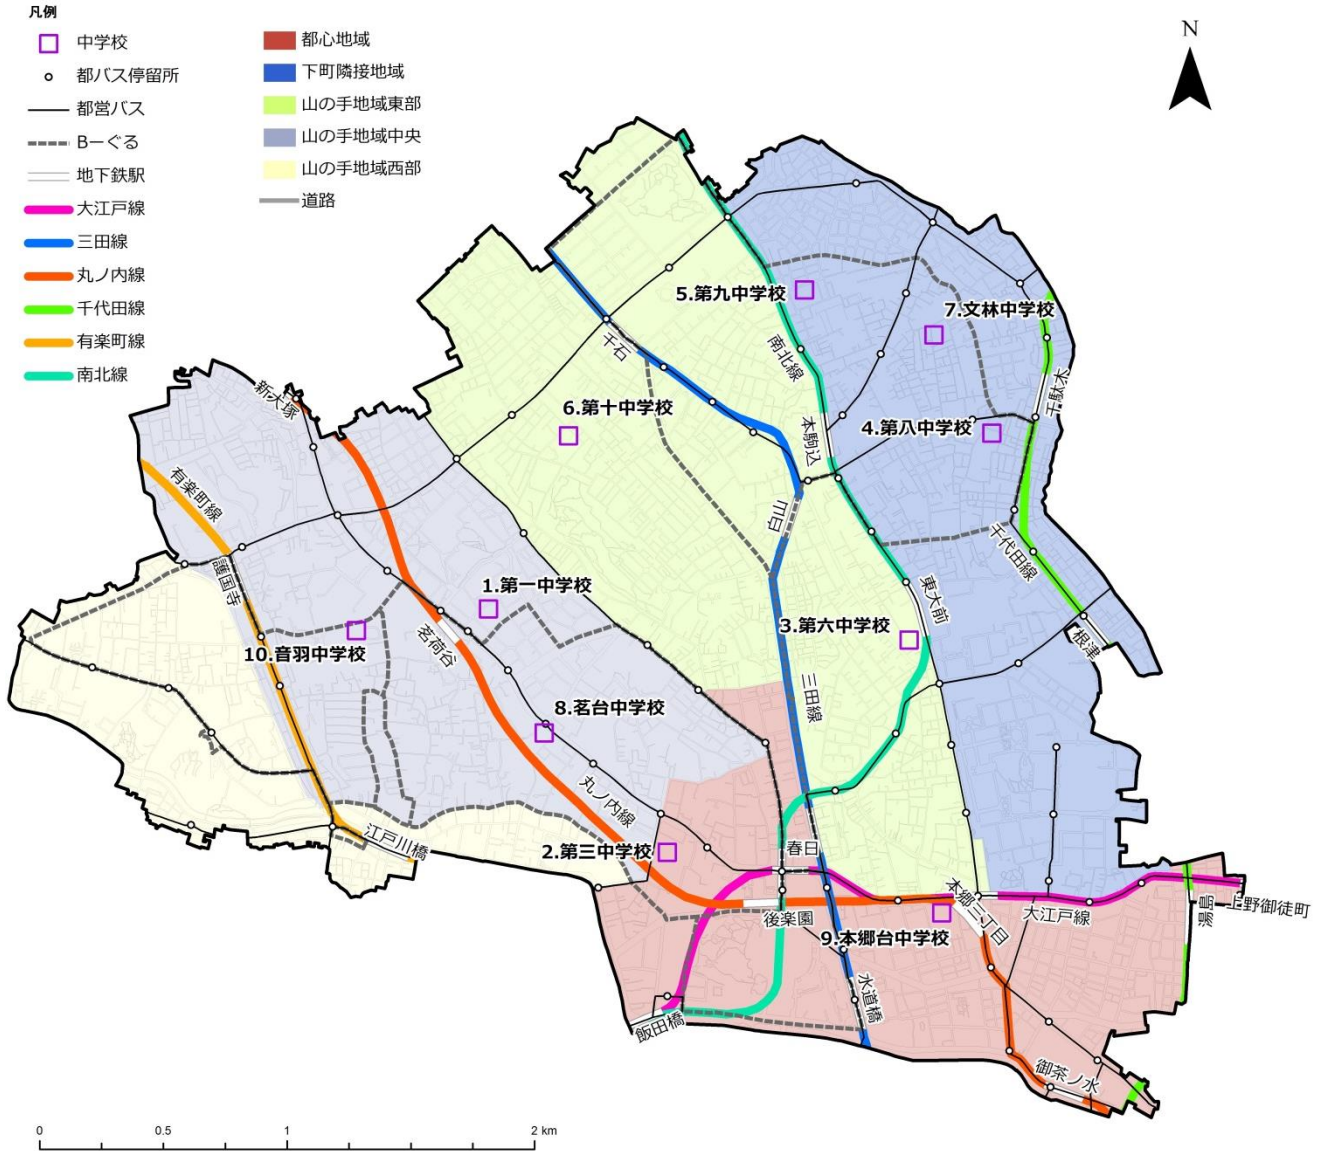 凡例
中学校
都バス停留所
都営バス
Bーぐる
地下鉄駅
大江戸線
三田線
丸ノ内線
千代田線
有楽町線
南北線
都心地域
下町隣接地域
山の手地域東部
山の手地域中央
山の手地域西部
道路
N
5.第九中学校
7.文林中学校
千石
南北線
新大塚
6.第十中学校
本駒込
4.第八中学校
千駄木
有楽町線
白山
千代田線
護国寺
1.第一中学校
東大前
茗荷谷
3.第六中学校
根津
10.音羽中学校
三田線
8.茗台中学校
丸ノ内線
江戸川橋
2.第三中学校
春日
後楽園
本郷三丁目
大江戸線
湯島
上野御徒町
9.本郷台中学校
水道橋
飯田橋
御茶ノ水
0
0.5
1
2 km